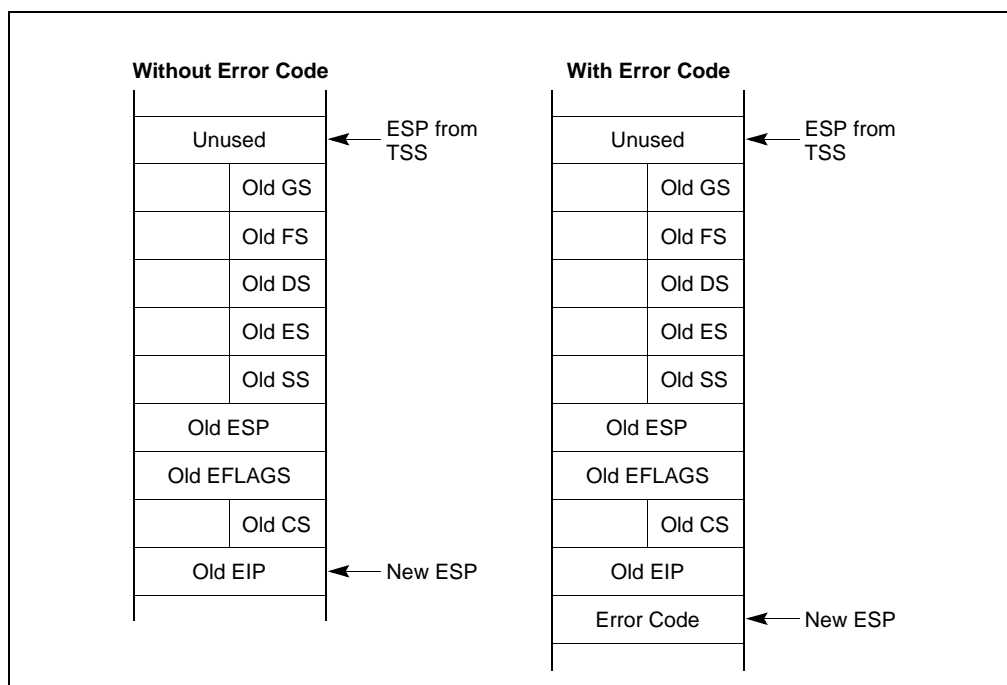 Without Error Code
Unused
ESP from
TSS
Old GS
Old FS
Old DS
Old ES
Old SS
Old ESP
Old EFLAGS
Old CS
Old EIP
New ESP
With Error Code
Unused
ESP from
TSS
Old GS
Old FS
Old DS
Old ES
Old SS
Old ESP
Old EFLAGS
Old CS
Old EIP
Error Code
New ESP